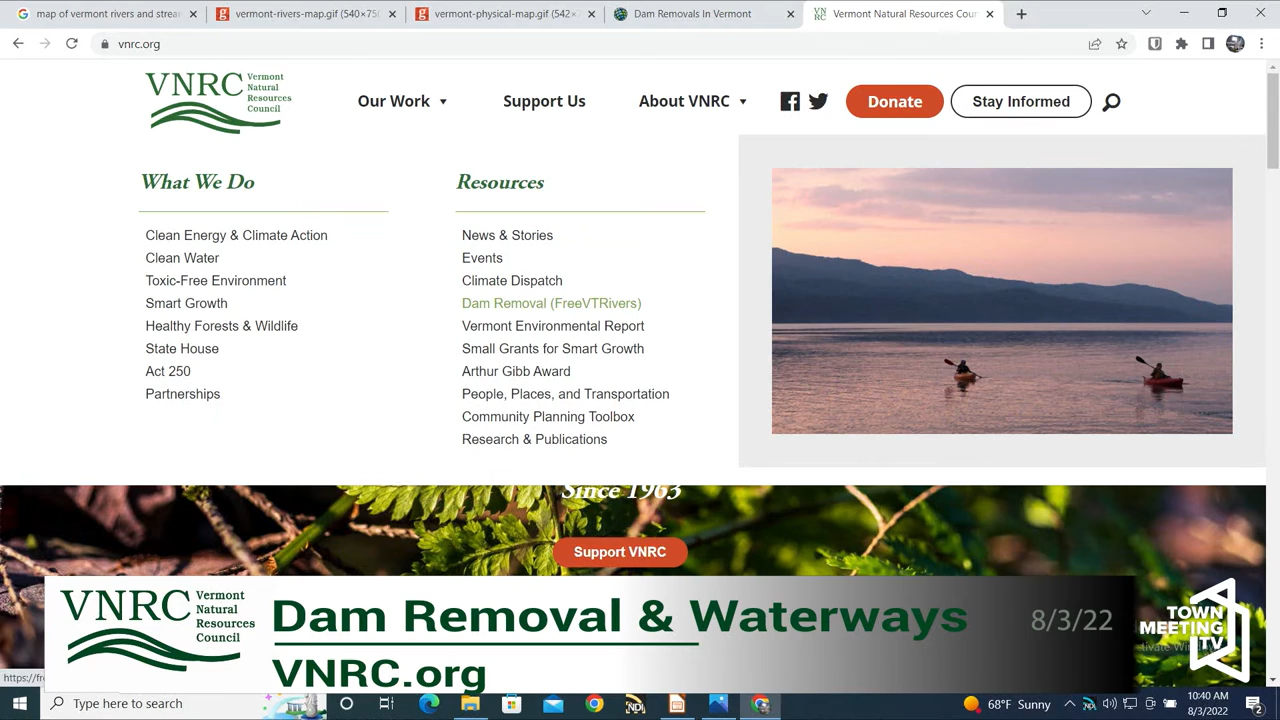 map of vermont rivers and strean
vermont-rivers-map.gif (540×750
vermont-physical-map.gif (542×
Dam Removals In Vermont
Vermont Natural Resources Coun
vnrc.org
VNRC Vermont Natural Resources Council
Our Work
Support Us
About VNRC
Donate
Stay Informed
What We Do
Clean Energy & Climate Action
Clean Water
Toxic-Free Environment
Smart Growth
Healthy Forests & Wildlife
State House
Act 250
Partnerships
Resources
News & Stories
Events
Climate Dispatch
Dam Removal (FreeVTRivers)
Vermont Environmental Report
Small Grants for Smart Growth
Arthur Gibb Award
People, Places, and Transportation
Community Planning Toolbox
Research & Publications
Since 1963
Support VNRC
VNRC Vermont Natural Resources Council
Dam Removal & Waterways
VNRC.org
8/3/22
TOWN
MEETING
TV
Type here to search
68°F Sunny
10:40 AM
8/3/2022
2